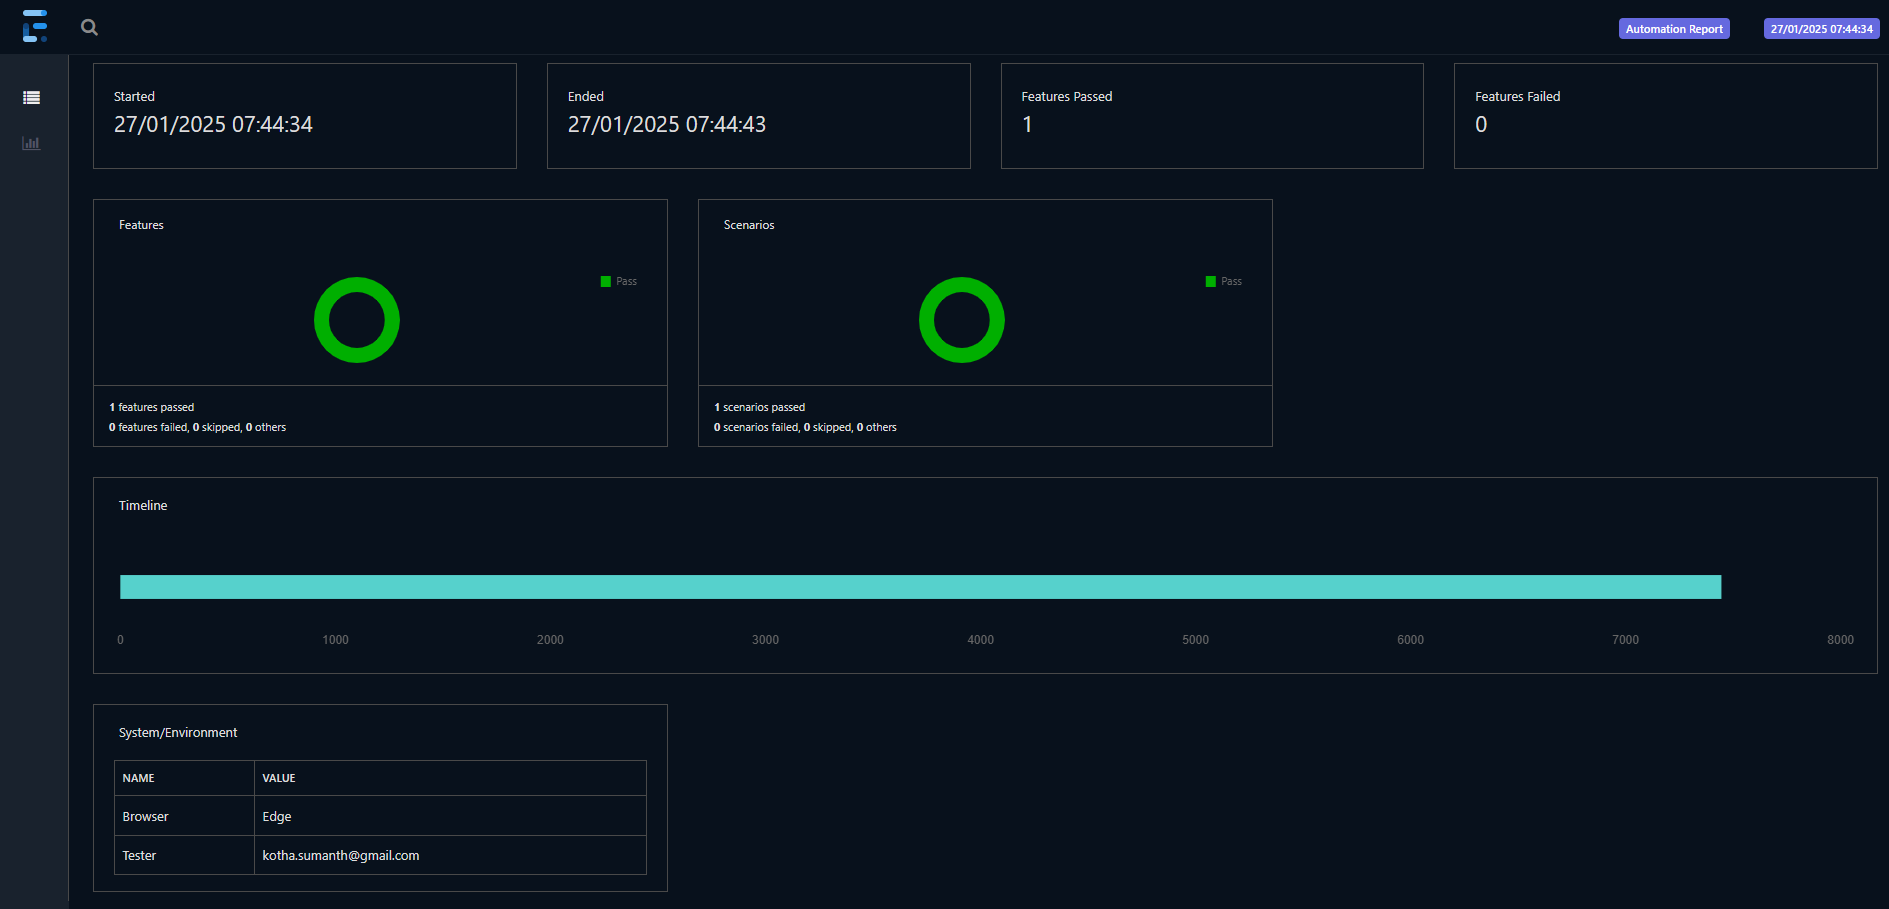 Automation Report
27/01/2025 07:44:34
Started
27/01/2025 07:44:34
Ended
27/01/2025 07:44:43
Features Passed
1
Features Failed
0
Features
Pass
1 features passed
0 features failed, 0 skipped, 0 others
Scenarios
Pass
1 scenarios passed
0 scenarios failed, 0 skipped, 0 others
Timeline
0 1000 2000 3000 4000 5000 6000 7000 8000
System/Environment
NAME VALUE
Browser Edge
Tester kotha.sumanth@gmail.com